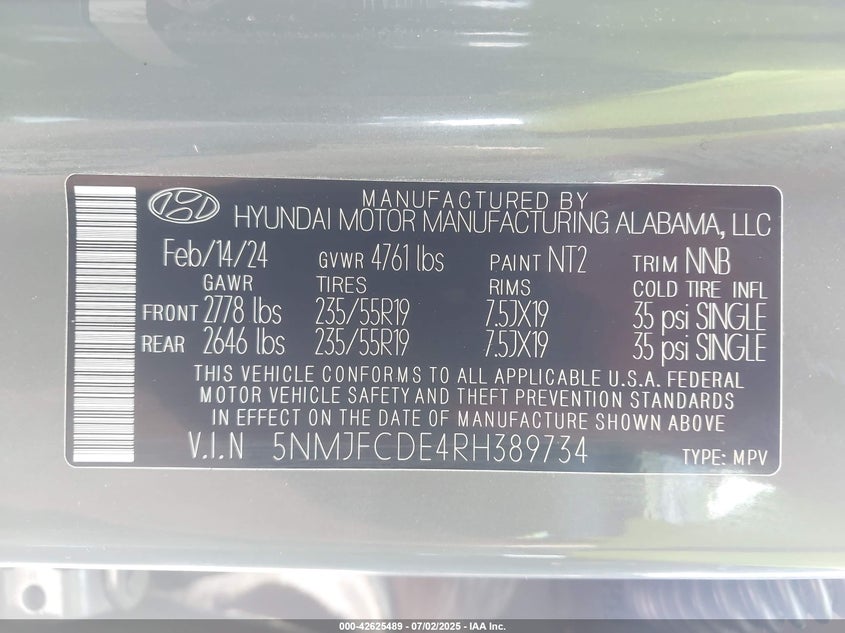 MANUFACTURED BY
HYUNDAI MOTOR MANUFACTURING ALABAMA, LLC
Feb/14/24 GVWR 4761 lbs PAINT NT2 TRIM NNB
GAWR TIRES RIMS COLD TIRE INFL
FRONT 2778 lbs 235/55R19 7.5JX19 35 psi SINGLE
REAR 2646 lbs 235/55R19 7.5JX19 35 psi SINGLE
THIS VEHICLE CONFORMS TO ALL APPLICABLE U.S.A. FEDERAL
MOTOR VEHICLE SAFETY AND THEFT PREVENTION STANDARDS
IN EFFECT ON THE DATE OF MANUFACTURE SHOWN ABOVE
V.I.N 5NMJFCDE4RH389734 TYPE: MPV
000-42625489 - 07/02/2025 - IAA Inc.